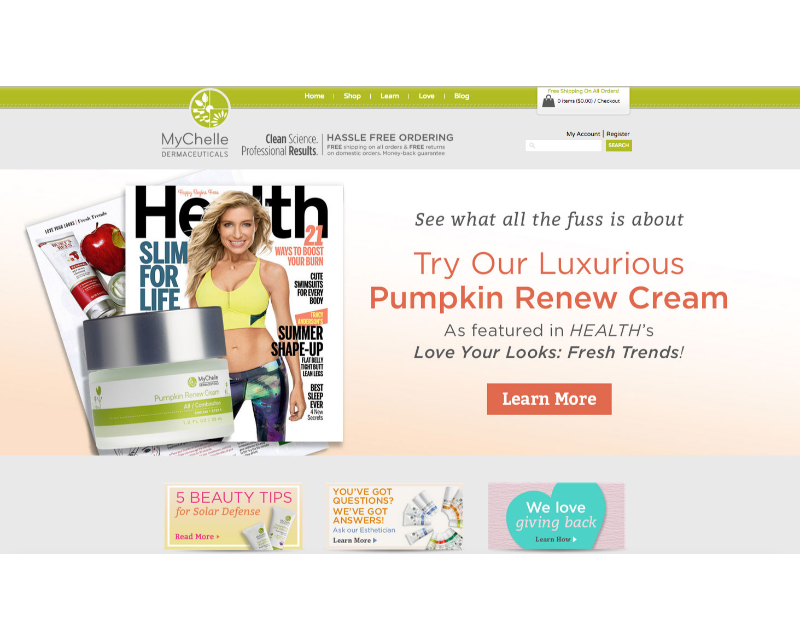 Home | Shop | Learn | Love | Blog
Free Shipping On All Orders!
0 items ($0.00) / Checkout
MyChelle
DERMACEUTICALS
Clean Science.
Professional Results.
HASSLE FREE ORDERING
FREE shipping on all orders & FREE returns
on domestic orders. Money-back guarantee
My Account | Register
SEARCH
LOVE YOUR LOOKS | Fresh Trends
BURT'S BEES
Health
SLIM
FOR
LIFE
21
WAYS TO BOOST
YOUR BURN
CUTE
SWIMSUITS
FOR EVERY
BODY
TRACY
ANDERSON'S
SUMMER
SHAPE-UP
FLAT BELLY
TIGHT BUTT
LEAN LEGS
BEST
SLEEP
EVER
4 New
Secrets
MyChelle
Pumpkin Renew Cream
All / Combination
See what all the fuss is about
Try Our Luxurious
Pumpkin Renew Cream
As featured in HEALTH's
Love Your Looks: Fresh Trends!
Learn More
5 BEAUTY TIPS
for Solar Defense
Read More ›
YOU'VE GOT
QUESTIONS?
WE'VE GOT
ANSWERS!
Ask our Esthetician
Learn More
We love
giving back
Learn How